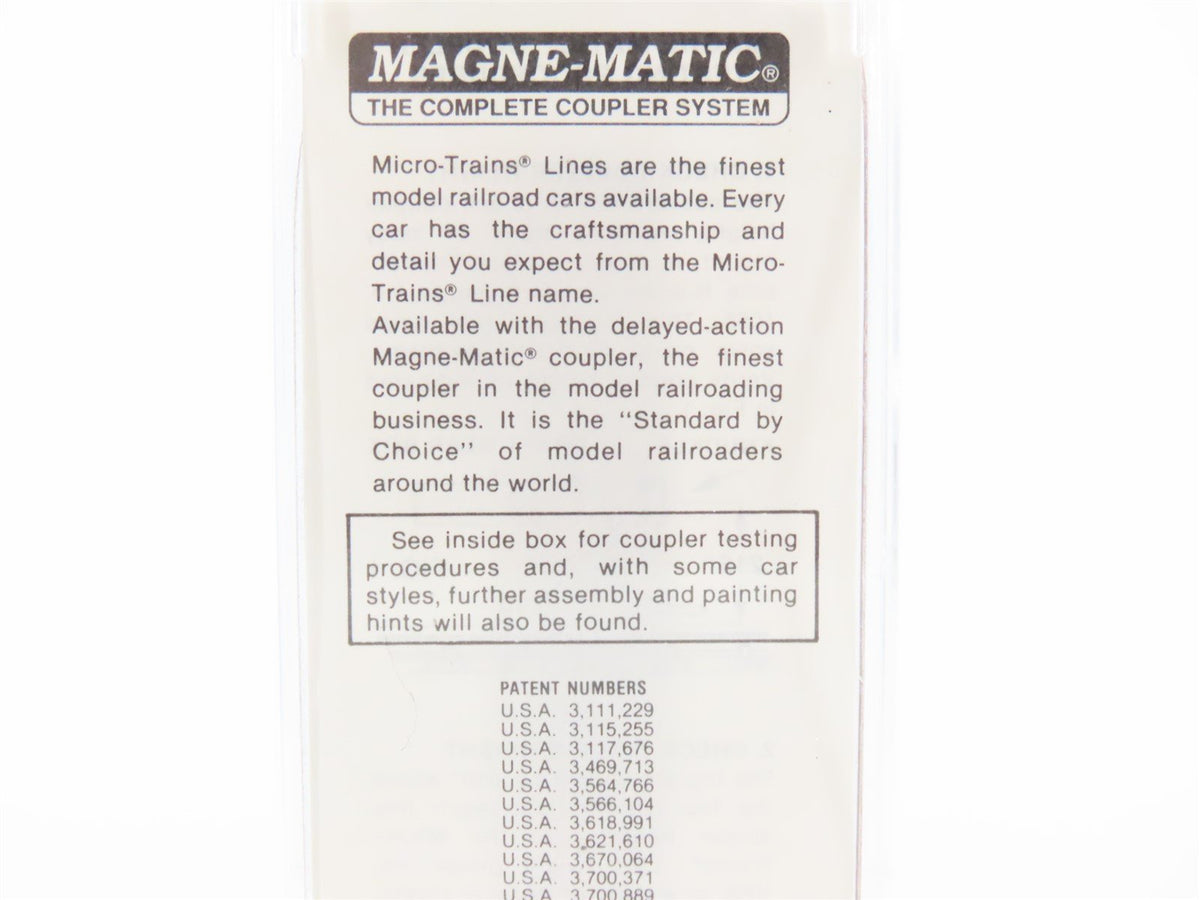 MAGNE-MATIC®
THE COMPLETE COUPLER SYSTEM
Micro-Trains® Lines are the finest
model railroad cars available. Every
car has the craftsmanship and
detail you expect from the Micro-
Trains® Line name.
Available with the delayed-action
Magne-Matic® coupler, the finest
coupler in the model railroading
business. It is the “Standard by
Choice” of model railroaders
around the world.
See inside box for coupler testing
procedures and, with some car
styles, further assembly and painting
hints will also be found.
PATENT NUMBERS
U.S.A. 3,111,229
U.S.A. 3,115,255
U.S.A. 3,117,676
U.S.A. 3,469,713
U.S.A. 3,564,766
U.S.A. 3,566,104
U.S.A. 3,618,991
U.S.A. 3,621,610
U.S.A. 3,670,064
U.S.A. 3,700,371
U.S.A. 3,700,889